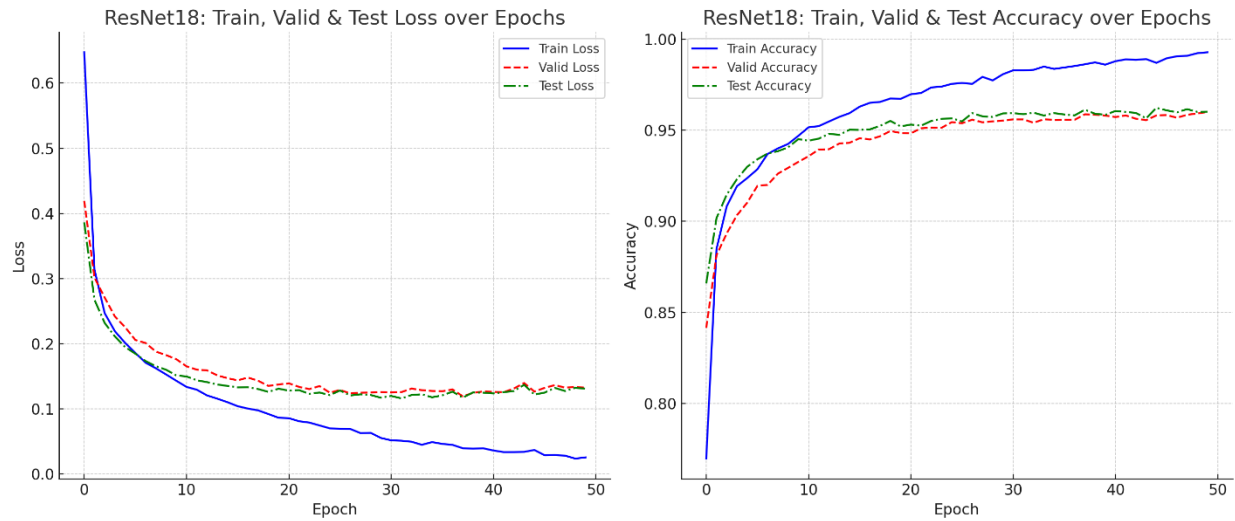 ResNet18: Train, Valid & Test Loss over Epochs
Train Loss
Valid Loss
Test Loss
Loss
0.6
0.5
0.4
0.3
0.2
0.1
0.0
0 10 20 30 40 50
Epoch
ResNet18: Train, Valid & Test Accuracy over Epochs
Train Accuracy
Valid Accuracy
Test Accuracy
Accuracy
1.00
0.95
0.90
0.85
0.80
0 10 20 30 40 50
Epoch